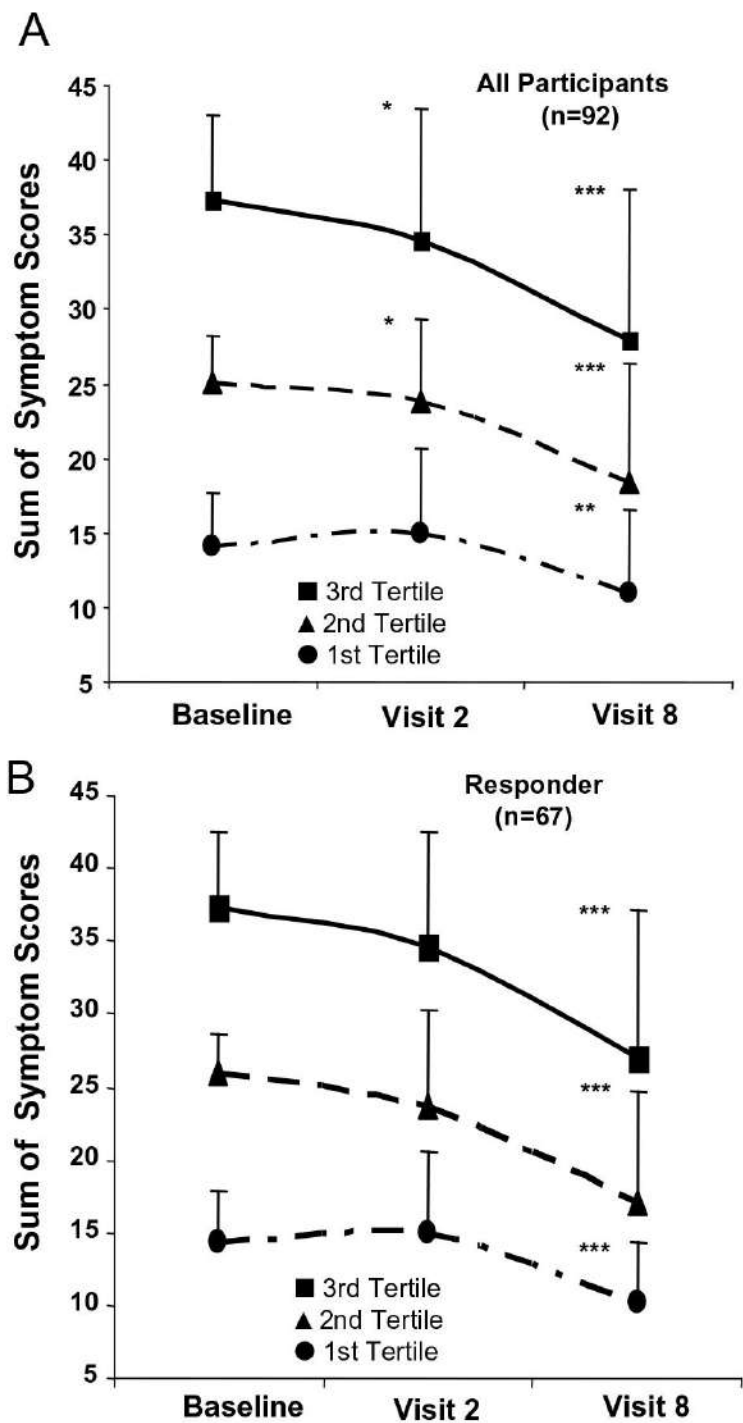 A
All Participants
(n=92)
Sum of Symptom Scores
45
40
35
30
25
20
15
10
5
*
***
*
***
**
3rd Tertile
2nd Tertile
1st Tertile
Baseline Visit 2 Visit 8
B
Responder
(n=67)
Sum of Symptom Scores
45
40
35
30
25
20
15
10
5
***
***
***
3rd Tertile
2nd Tertile
1st Tertile
Baseline Visit 2 Visit 8